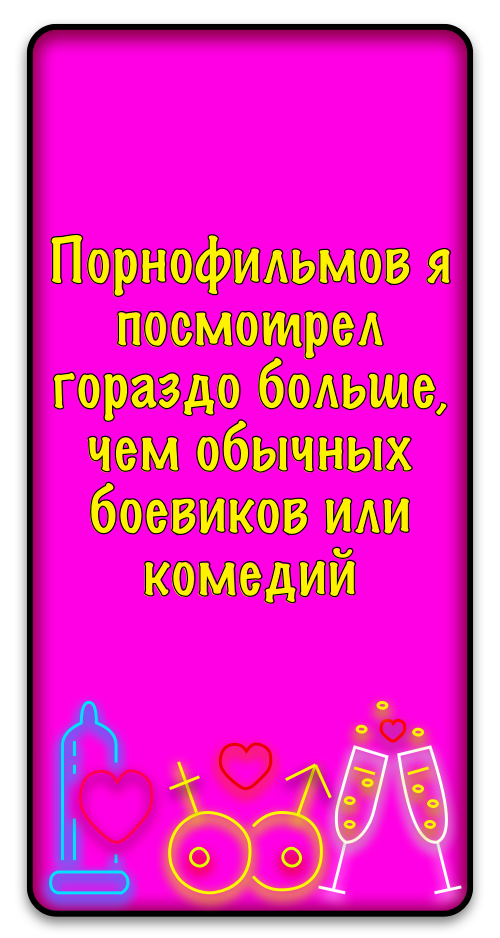 Порнофильмов я
посмотрел
гораздо больше,
чем обычных
боевиков или
комедий